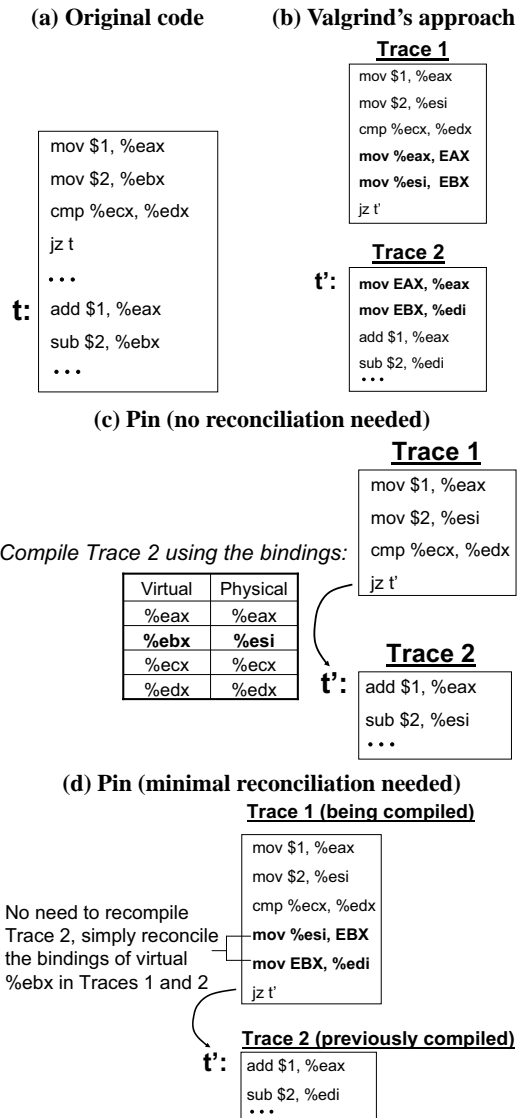 (a) Original code
(b) Valgrind's approach
Trace 1
mov $1, %eax
mov $2, %esi
cmp %ecx, %edx
mov %eax, EAX
mov %esi, EBX
jz t'
mov $1, %eax
mov $2, %ebx
cmp %ecx, %edx
jz t
...
t:
add $1, %eax
sub $2, %ebx
...
Trace 2
t':
mov EAX, %eax
mov EBX, %edi
add $1, %eax
sub $2, %edi
...
(c) Pin (no reconciliation needed)
Trace 1
mov $1, %eax
mov $2, %esi
cmp %ecx, %edx
jz t'
Compile Trace 2 using the bindings:
Virtual Physical
%eax %eax
%ebx %esi
%ecx %ecx
%edx %edx
Trace 2
t':
add $1, %eax
sub $2, %esi
...
(d) Pin (minimal reconciliation needed)
Trace 1 (being compiled)
mov $1, %eax
mov $2, %esi
cmp %ecx, %edx
mov %esi, EBX
mov EBX, %edi
jz t'
No need to recompile
Trace 2, simply reconcile
the bindings of virtual
%ebx in Traces 1 and 2
Trace 2 (previously compiled)
t':
add $1, %eax
sub $2, %edi
...